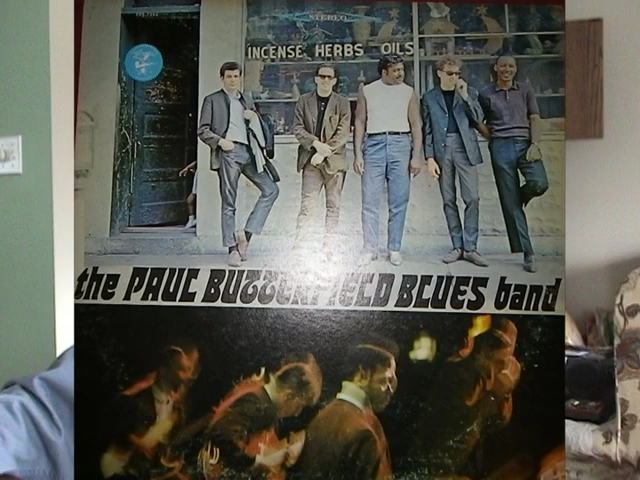 STEREO
INCENSE HERBS OILS
the PAUL BUTTERFIELD BLUES band